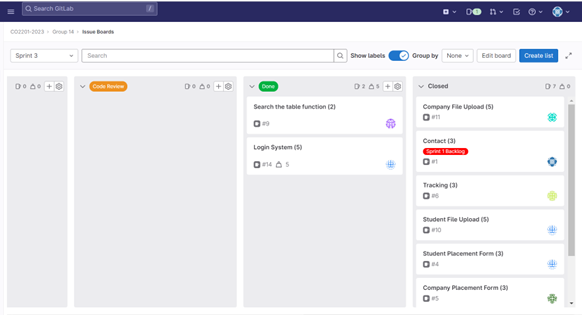 Search GitLab /
1
CO2201-2023 › Group 14 › Issue Boards
Sprint 3 Search Show labels Group by None Edit board Create list
0 0
Code Review 0 0
Done 2 5
Closed 7 0
Search the table function (2)
#9
Login System (5)
#14 5
Company File Upload (5)
#11
Contact (3)
Sprint 1 Backlog
#1
Tracking (3)
#6
Student File Upload (5)
#10
Student Placement Form (3)
#4
Company Placement Form (3)
#5